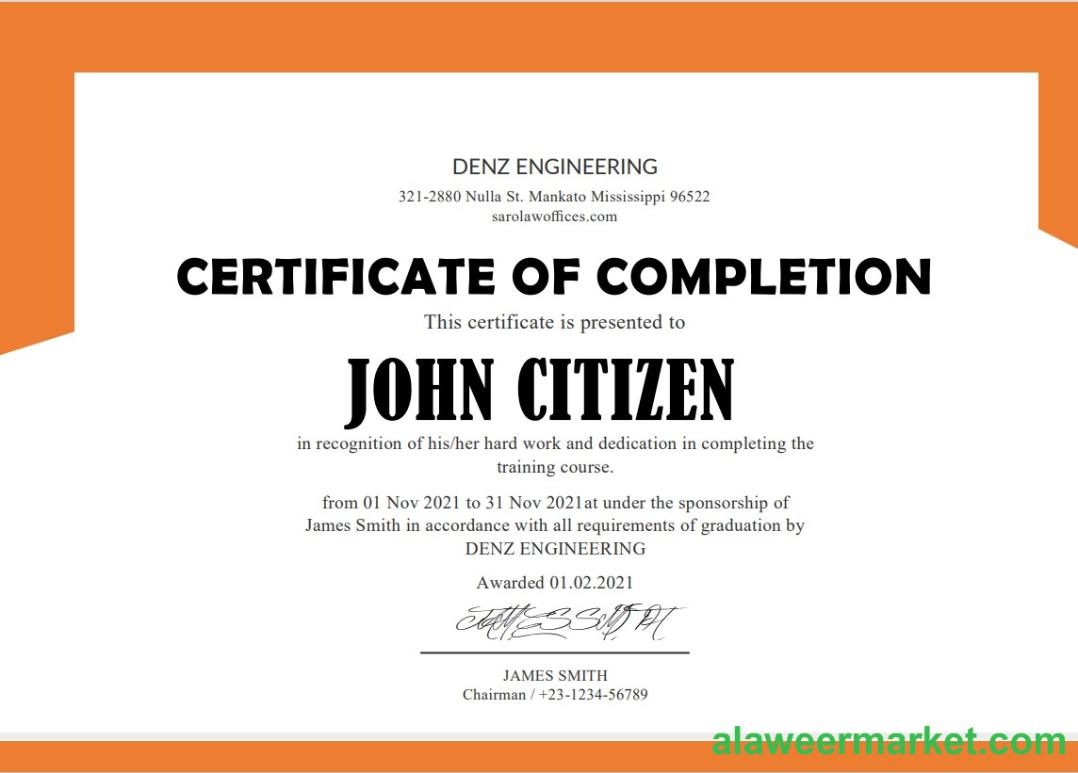 DENZ ENGINEERING
321-2880 Nulla St. Mankato Mississippi 96522
sarolawoffices.com
CERTIFICATE OF COMPLETION
This certificate is presented to
JOHN CITIZEN
in recognition of his/her hard work and dedication in completing the
training course.
from 01 Nov 2021 to 31 Nov 2021at under the sponsorship of
James Smith in accordance with all requirements of graduation by
DENZ ENGINEERING
Awarded 01.02.2021
JAMES SMITH
Chairman / +23-1234-56789
alaweermarket.com